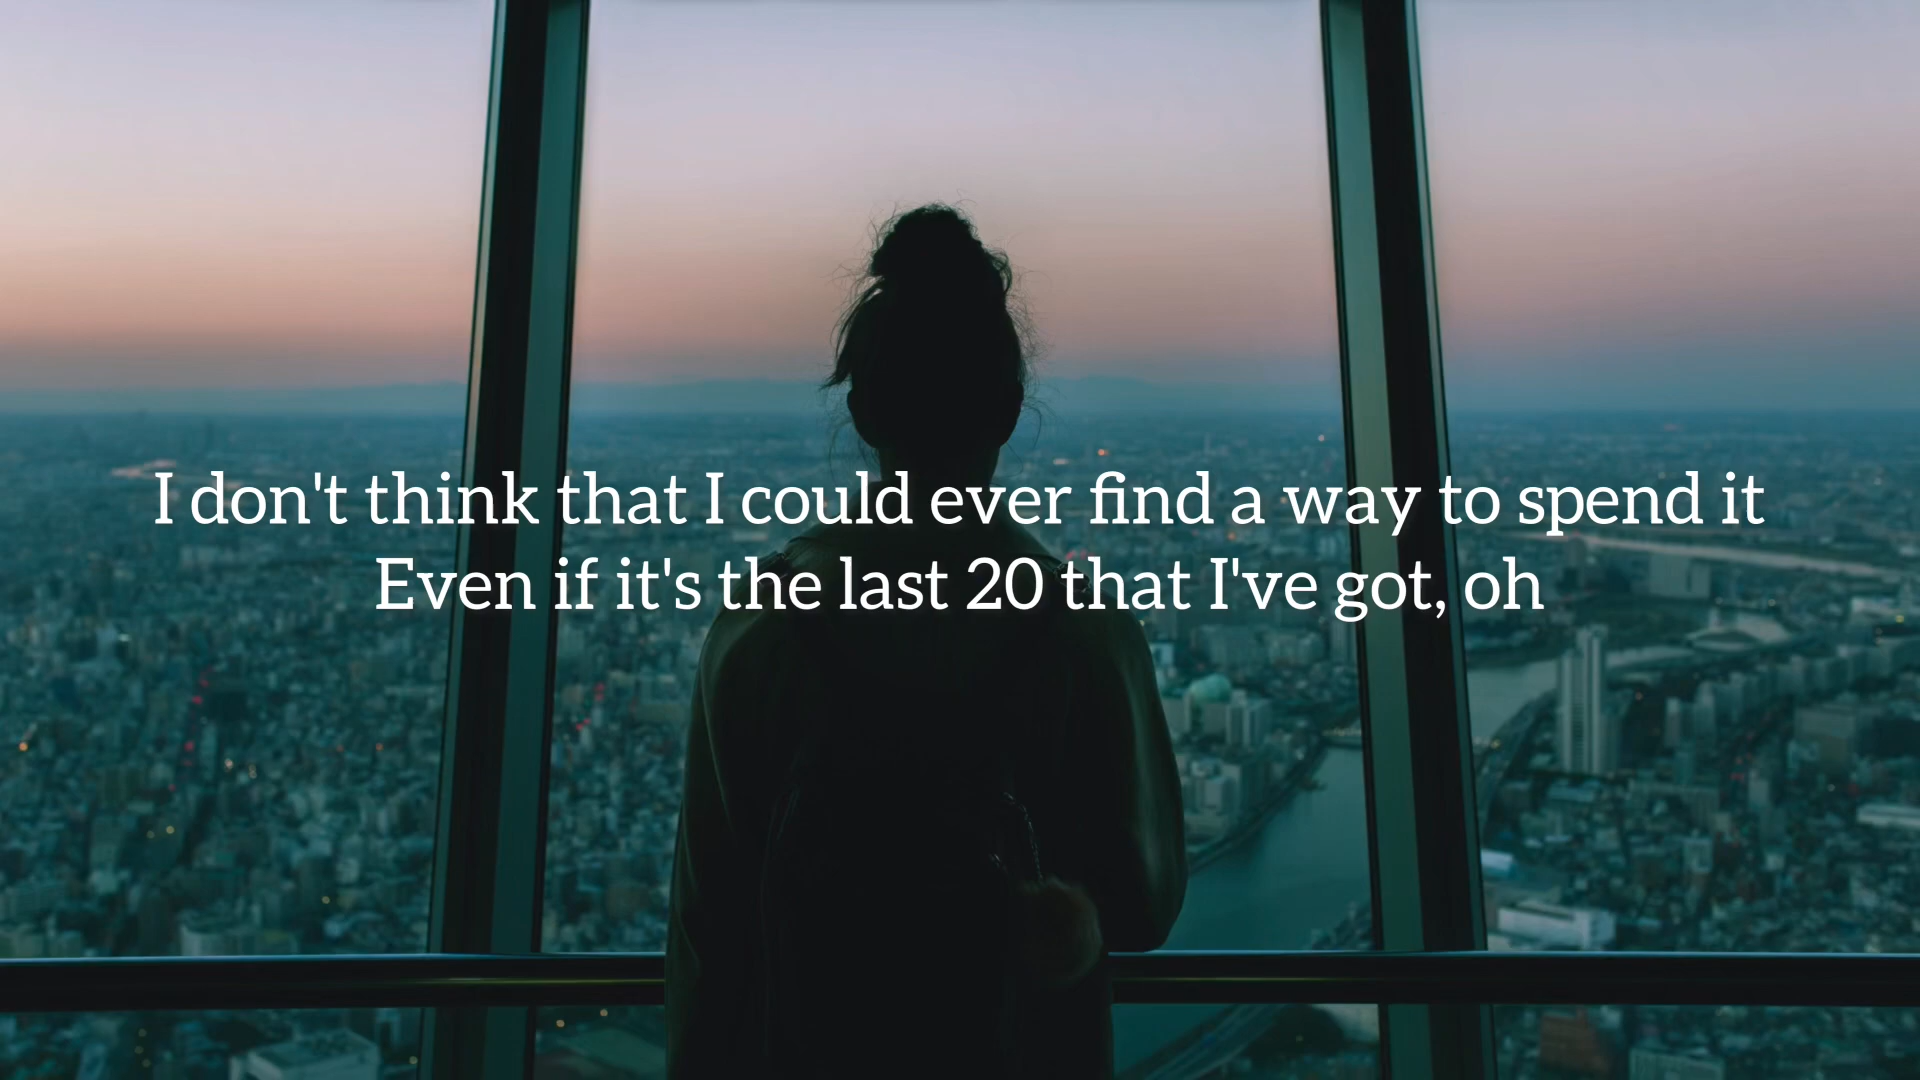 I don't think that I could ever find a way to spend it
Even if it's the last 20 that I've got, oh